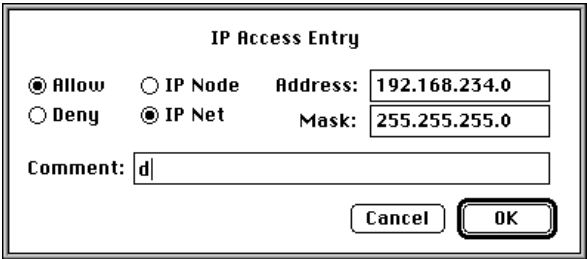 IP Access Entry
Allow IP Node Address: 192.168.234.0
Deny IP Net Mask: 255.255.255.0
Comment: d
Cancel OK